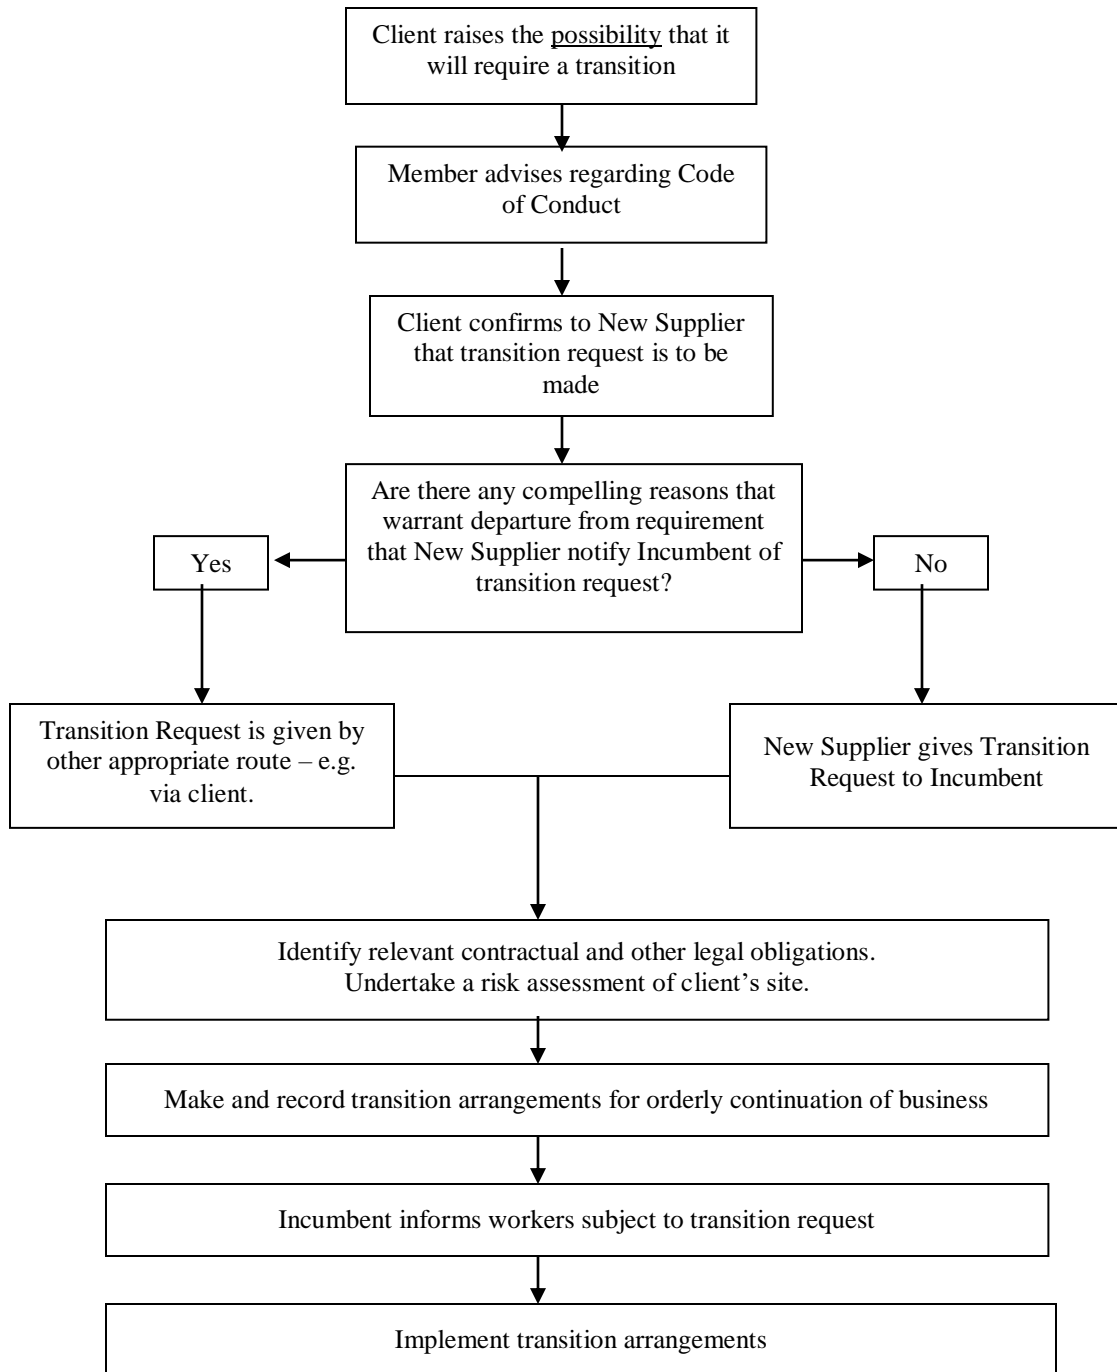 Client raises the possibility that it
will require a transition
Member advises regarding Code
of Conduct
Client confirms to New Supplier
that transition request is to be
made
Are there any compelling reasons that
warrant departure from requirement
that New Supplier notify Incumbent of
transition request?
Yes
No
Transition Request is given by
other appropriate route – e.g.
via client.
New Supplier gives Transition
Request to Incumbent
Identify relevant contractual and other legal obligations.
Undertake a risk assessment of client’s site.
Make and record transition arrangements for orderly continuation of business
Incumbent informs workers subject to transition request
Implement transition arrangements